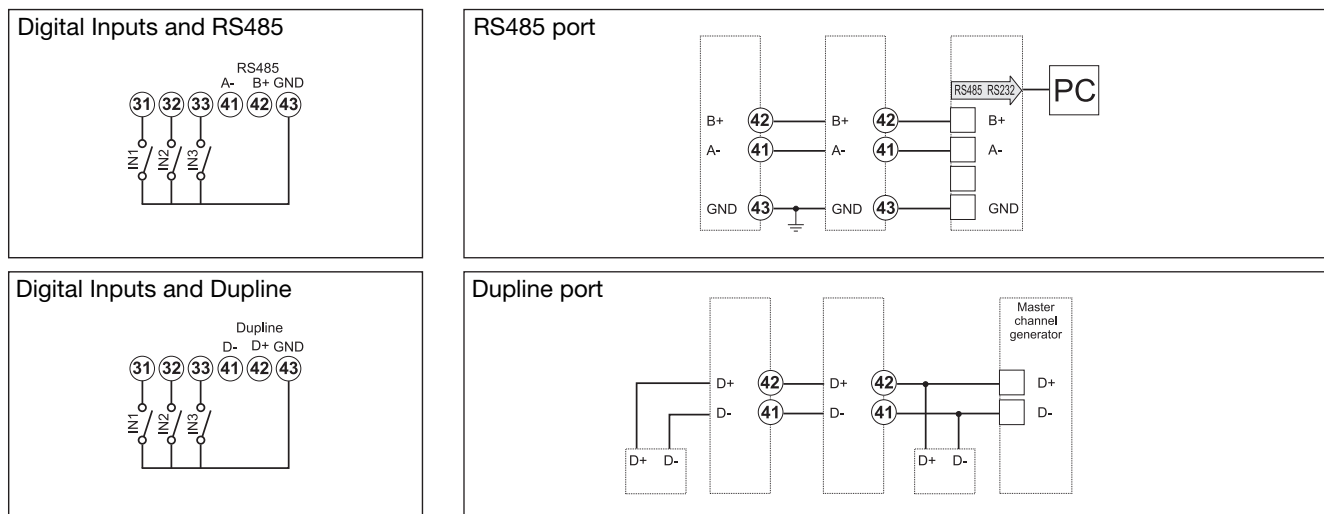 Digital Inputs and RS485
RS485
A- B+ GND
31 32 33 41 42 43
IN1 IN2 IN3
RS485 port
RS485 RS232 PC
B+ 42 B+ 42 B+
A- 41 A- 41 A-
GND 43 GND 43 GND
Digital Inputs and Dupline
Dupline
D- D+ GND
31 32 33 41 42 43
IN1 IN2 IN3
Dupline port
Master
channel
generator
D+ 42 D+ 42 D+
D- 41 D- 41 D-
D+ D- D+ D-